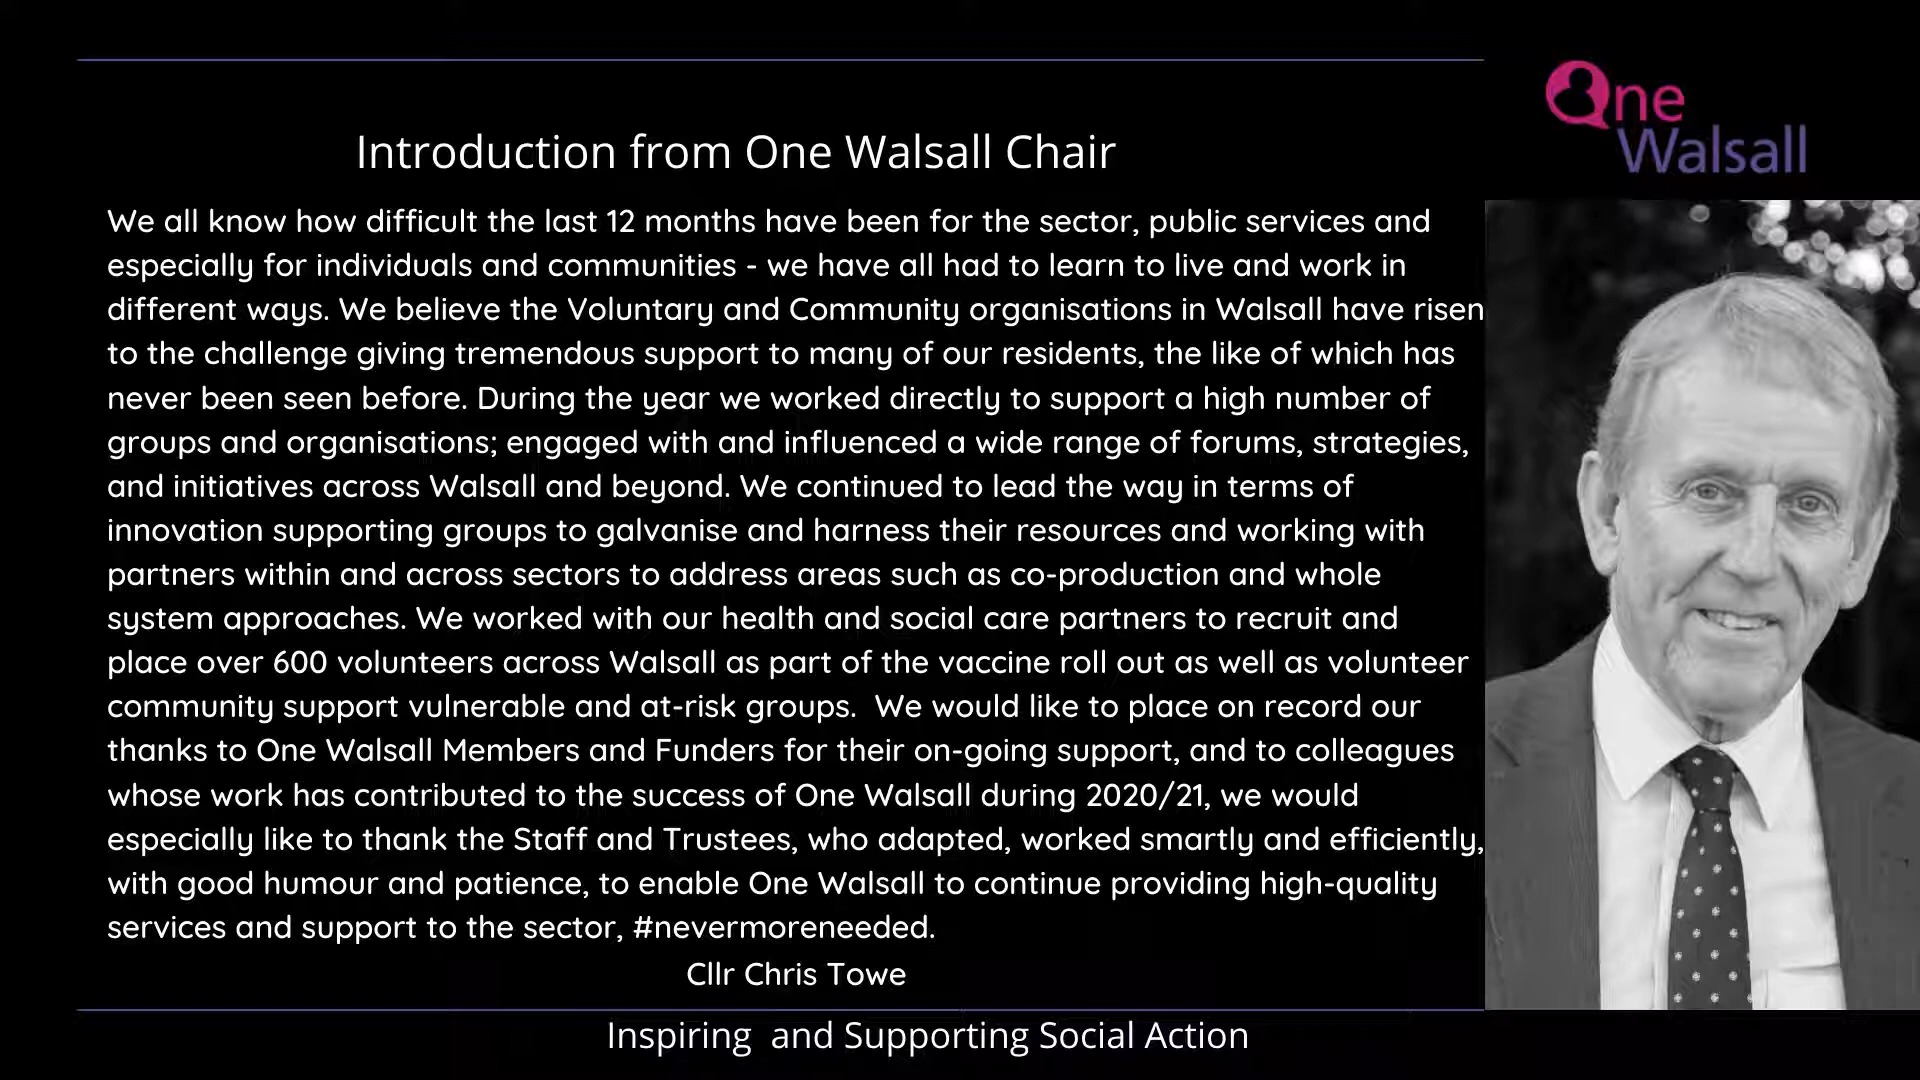 One
Walsall
Introduction from One Walsall Chair
We all know how difficult the last 12 months have been for the sector, public services and
especially for individuals and communities - we have all had to learn to live and work in
different ways. We believe the Voluntary and Community organisations in Walsall have risen
to the challenge giving tremendous support to many of our residents, the like of which has
never been seen before. During the year we worked directly to support a high number of
groups and organisations; engaged with and influenced a wide range of forums, strategies,
and initiatives across Walsall and beyond. We continued to lead the way in terms of
innovation supporting groups to galvanise and harness their resources and working with
partners within and across sectors to address areas such as co-production and whole
system approaches. We worked with our health and social care partners to recruit and
place over 600 volunteers across Walsall as part of the vaccine roll out as well as volunteer
community support vulnerable and at-risk groups.  We would like to place on record our
thanks to One Walsall Members and Funders for their on-going support, and to colleagues
whose work has contributed to the success of One Walsall during 2020/21, we would
especially like to thank the Staff and Trustees, who adapted, worked smartly and efficiently,
with good humour and patience, to enable One Walsall to continue providing high-quality
services and support to the sector, #nevermoreneeded.
Cllr Chris Towe
Inspiring  and Supporting Social Action